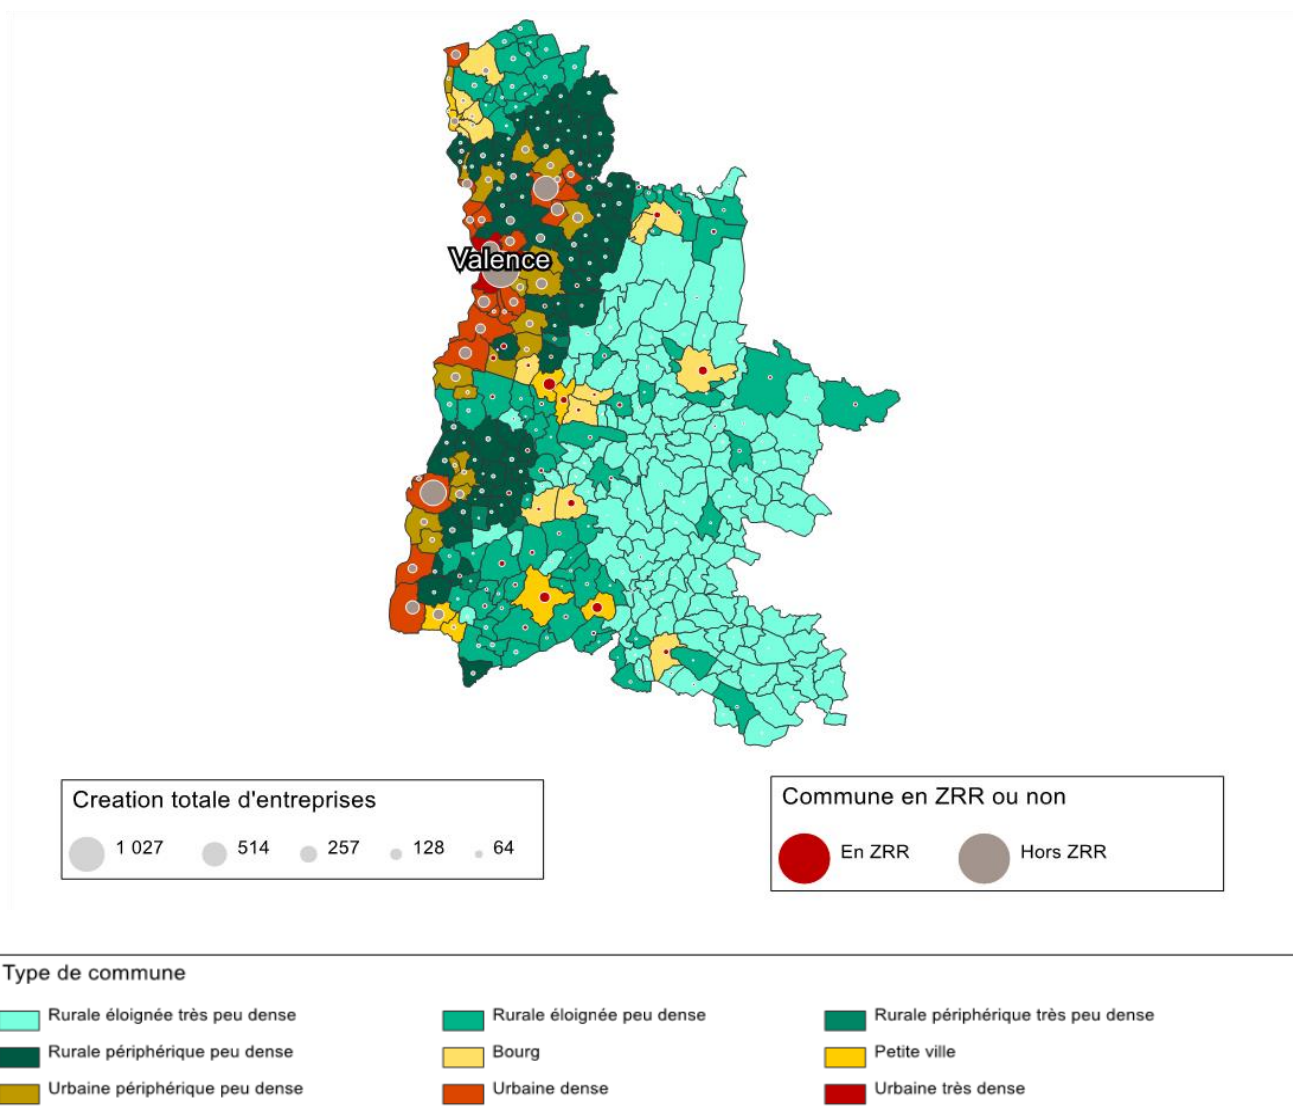 Valence
Creation totale d'entreprises
1 027 514 257 128 64
Commune en ZRR ou non
En ZRR Hors ZRR
Type de commune
Rurale éloignée très peu dense Rurale éloignée peu dense Rurale périphérique très peu dense
Rurale périphérique peu dense Bourg Petite ville
Urbaine périphérique peu dense Urbaine dense Urbaine très dense